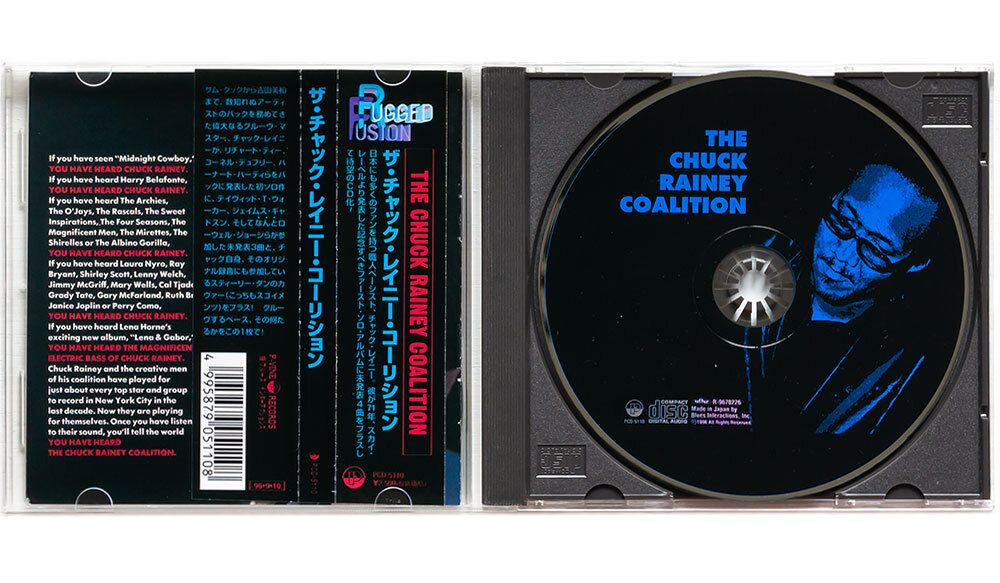 If you have seen "Midnight Cowboy,"
YOU HAVE HEARD CHUCK RAINEY.
If you have heard Harry Belafonte,
YOU HAVE HEARD CHUCK RAINEY.
If you have heard The Archies,
The O'Jays, The Rascals, The Sweet
Inspirations, The Four Seasons, The
Magnificent Men, The Mirettes, The
Shirelles or The Albino Gorilla,
YOU HAVE HEARD CHUCK RAINEY.
If you have heard Laura Nyro, Ray
Bryant, Shirley Scott, Lenny Welch,
Jimmy McGriff, Mary Wells, Cal Tjade
Grady Tate, Gary McFarland, Ruth Br
Janice Joplin or Perry Como,
YOU HAVE HEARD CHUCK RAINEY.
If you have heard Lena Horne's
exciting new album, "Lena & Gabor,"
YOU HAVE HEARD THE MAGNIFICEN
ELECTRIC BASS OF CHUCK RAINEY.
Chuck Rainey and the creative men
of his coalition have played for
just about every top star and group
to record in New York City in the
last decade. Now they are playing
for themselves. Once you have listen
to their sound, you'll tell the world
YOU HAVE HEARD
THE CHUCK RAINEY COALITION.
サム・クックから吉田美和
まで、数知れぬアーティ
ストのバックを務めてき
た偉大なるグルーヴ・マ
スター、チャック・レイニ
ーが、リチャード・ティー、
コーネル・デュプリー、バ
ーナード・パーディらをバ
ックに発表した初ソロ作
に、デイヴィッド・T・ウォ
ーカー、ジェイムス・ギャ
ドスン、そしてなんとロ
ーウェル・ジョージらが参
加した未発表3曲と、チ
ャック自身、そのオリジ
ナル録音にも参加してい
るスティーリー・ダンのカ
ヴァー(こっちもスゴイメ
ンツ)をプラス! グルー
ヴするベース、その何た
るかをこの1枚で!
4 995879 051108
P-VINE RECORDS
PCD-5110
96・9・10
ザ・チャック・レイニー・コーリション
RUGGED
FUSION
THE CHUCK RAINEY COALITION
ザ・チャック・レイニー・コーリション
日本にも多くのファンを持つ職人ベーシスト、チャック・レイニー。彼が71年、スカイ・
レーベルより発表した記念すべきファースト・ソロ・アルバムに未発表4曲をプラスし
て待望のCD化!
PCD 5110
THE
CHUCK
RAINEY
COALITION
COMPACT
disc
DIGITAL AUDIO
PCD 5110
R-9670226
Made in Japan by
Blues Interactions, Inc.
©1996 All Rights Reserved.